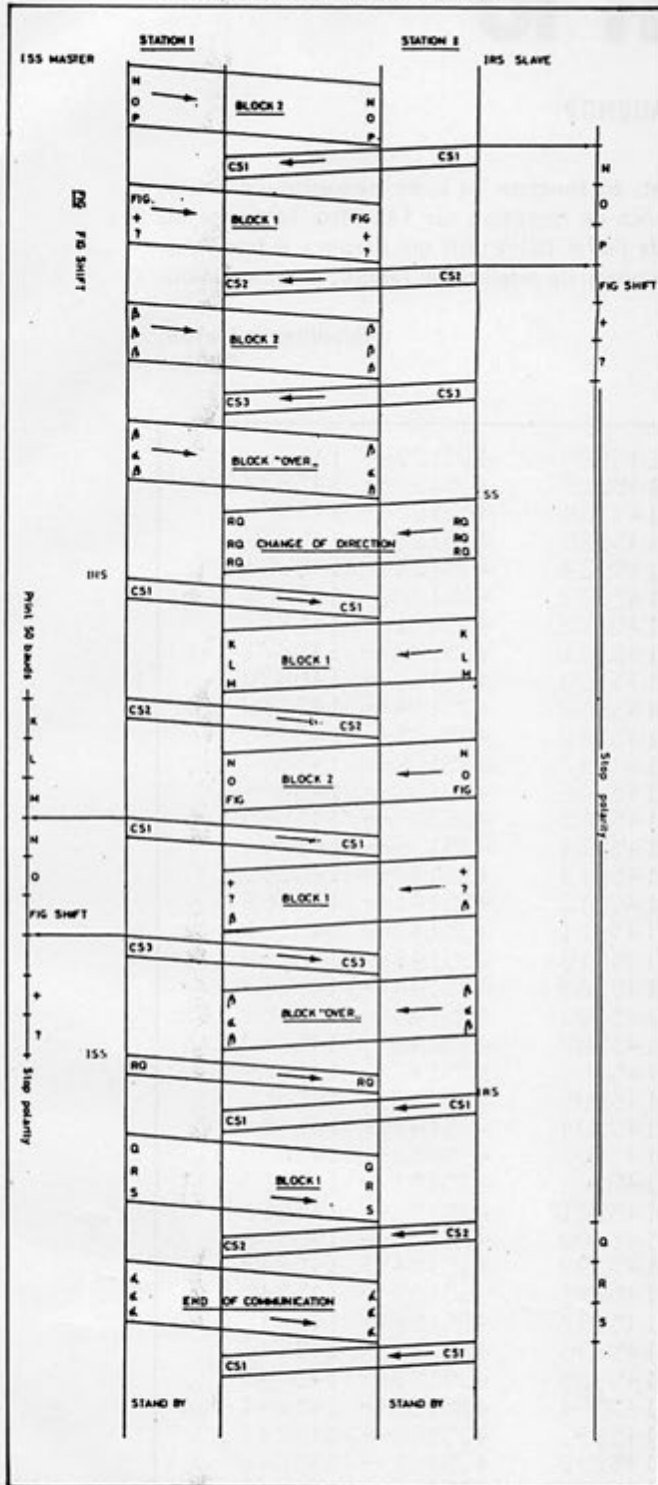 STATION I STATION II
ISS MASTER IRS SLAVE
N O P BLOCK 2 N O P
CS1 CS1
N
FIG. + ? BLOCK 1 FIG + ?
O
FIG SHIFT
P
CS2 CS2
FIG SHIFT
β β β BLOCK 2 β β β
+
?
CS3 CS3
β α β BLOCK "OVER„ β α β
SS
RQ RQ RQ CHANGE OF DIRECTION RQ RQ RQ
CS1 CS1
Print 50 bauds
K L M BLOCK 1 K L M
K
CS2 CS2
L
M
N O FIG BLOCK 2 N O FIG
Stop polarity
CS1 CS1
N
O
+ ? β BLOCK 1 + ? β
FIG SHIFT
CS3 CS3
+
β α β BLOCK "OVER„ β α β
?
ISS
RQ RQ
Stop polarity
IRS
CS1 CS1
Q R S BLOCK 1 Q R S
CS2 CS2
Q
R
α α α END OF COMMUNICATION α α α
S
CS1 CS1
STAND BY STAND BY